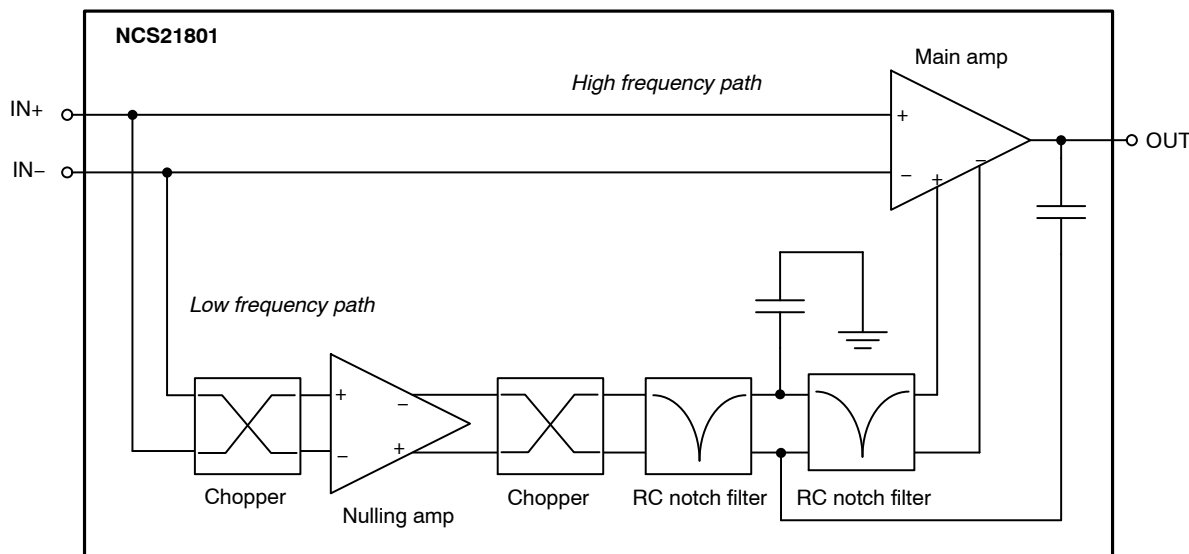 NCS21801
Main amp
High frequency path
IN+
+
OUT
IN−
−
+
−
Low frequency path
+
−
−
+
Chopper
Nulling amp
Chopper
RC notch filter
RC notch filter